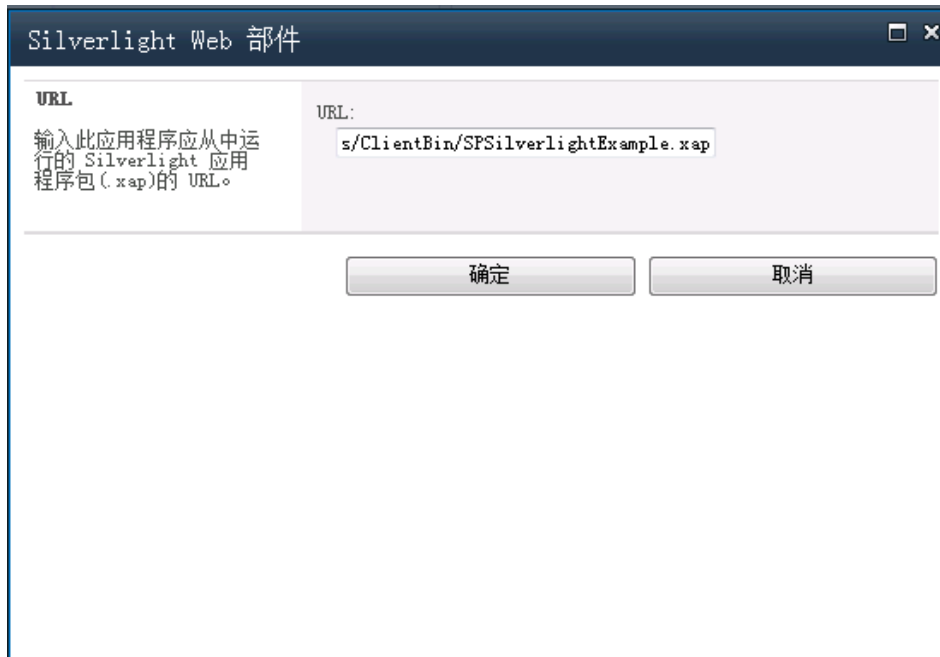 Silverlight Web 部件
URL
输入此应用程序应从中运
行的 Silverlight 应用
程序包(.xap)的 URL。
URL:
s/ClientBin/SPSilverlightExample.xap
确定
取消